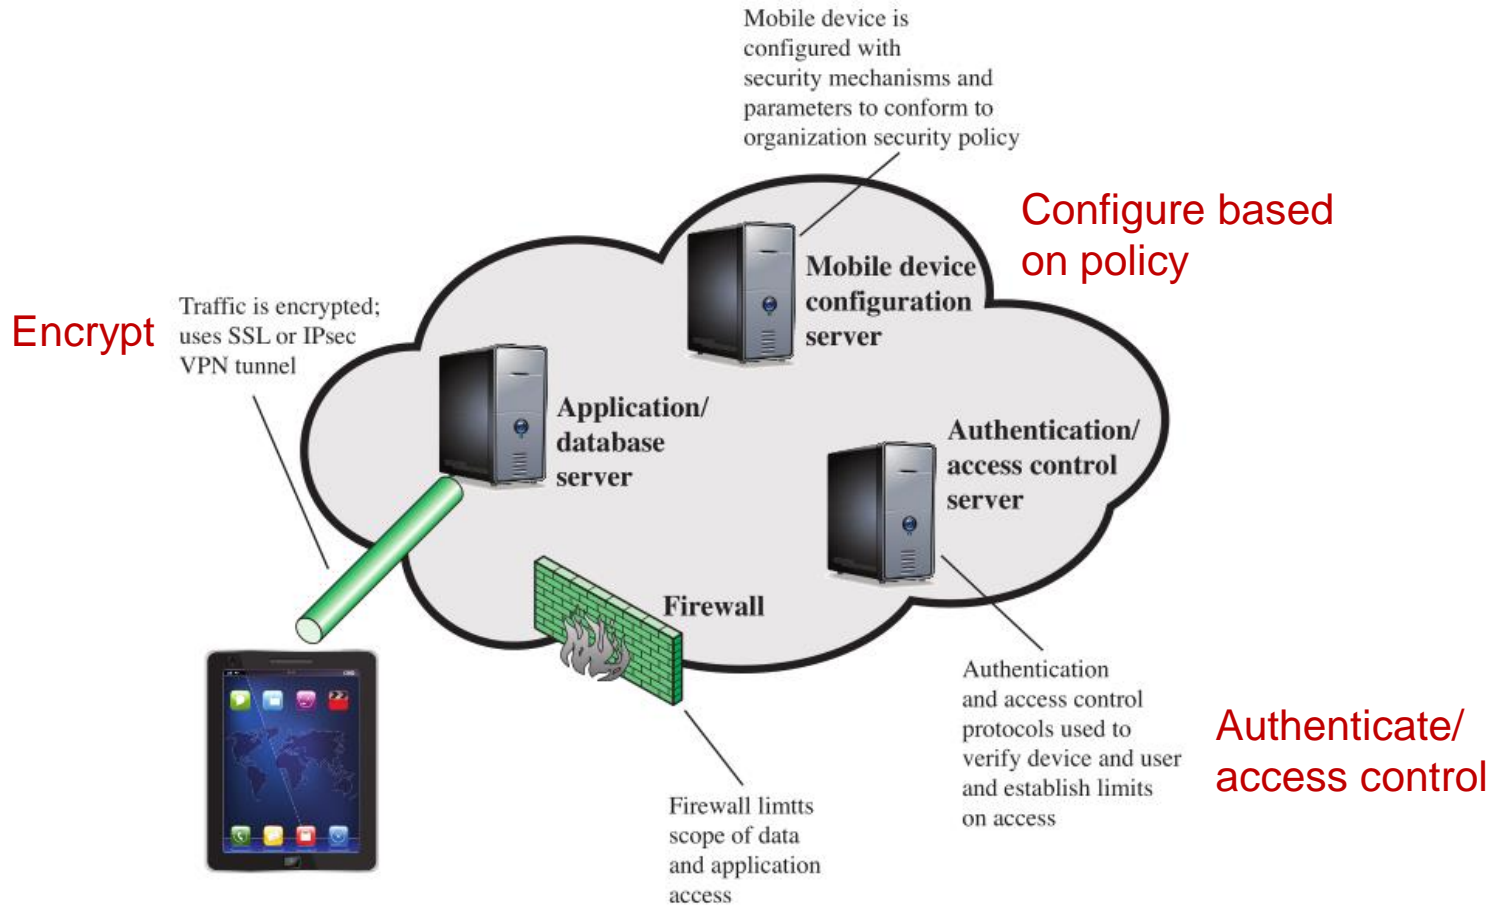 Mobile device is
configured with
security mechanisms and
parameters to conform to
organization security policy
Configure based
on policy
Mobile device
configuration
server
Encrypt
Traffic is encrypted;
uses SSL or IPsec
VPN tunnel
Application/
database
server
Authentication/
access control
server
Firewall
Authentication
and access control
protocols used to
verify device and user
and establish limits
on access
Authenticate/
access control
Firewall limtts
scope of data
and application
access